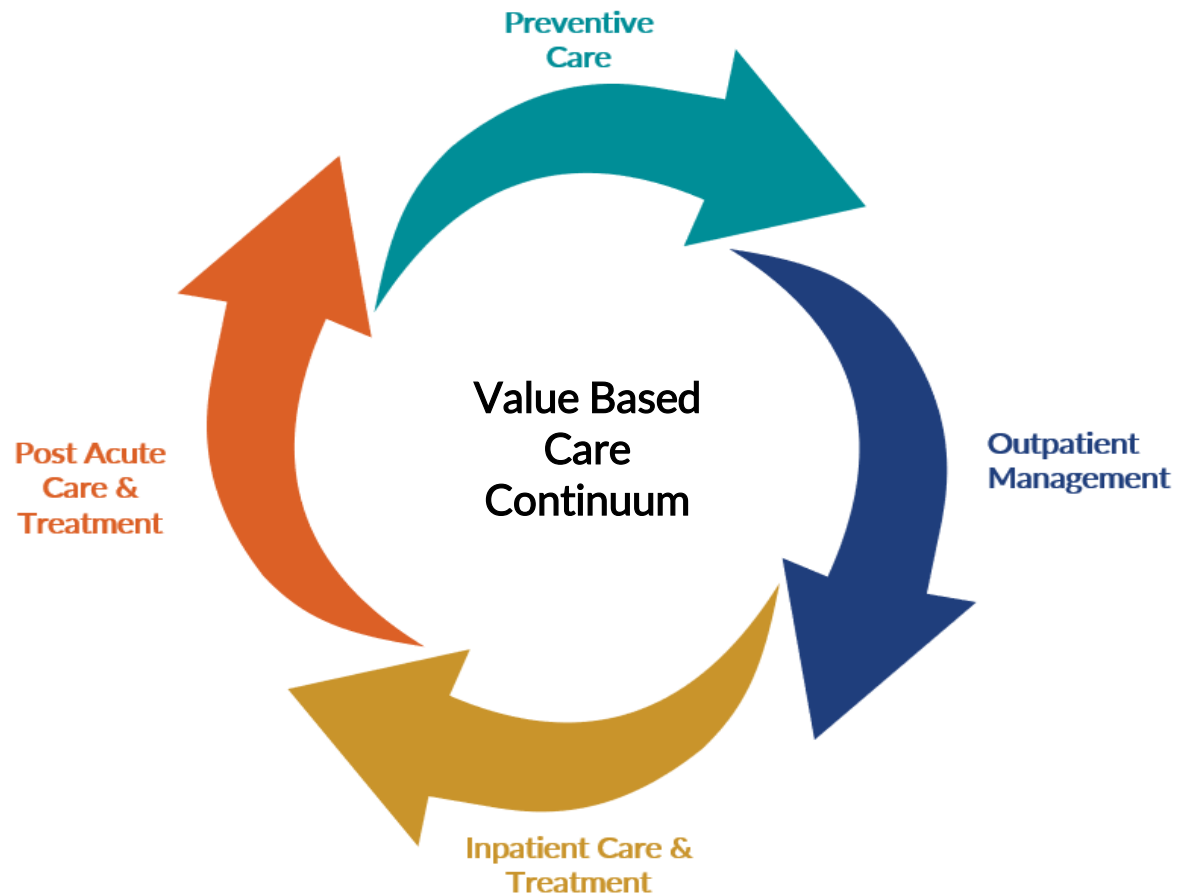 Preventive
Care
Value Based
Care
Continuum
Outpatient
Management
Post Acute
Care &
Treatment
Inpatient Care &
Treatment